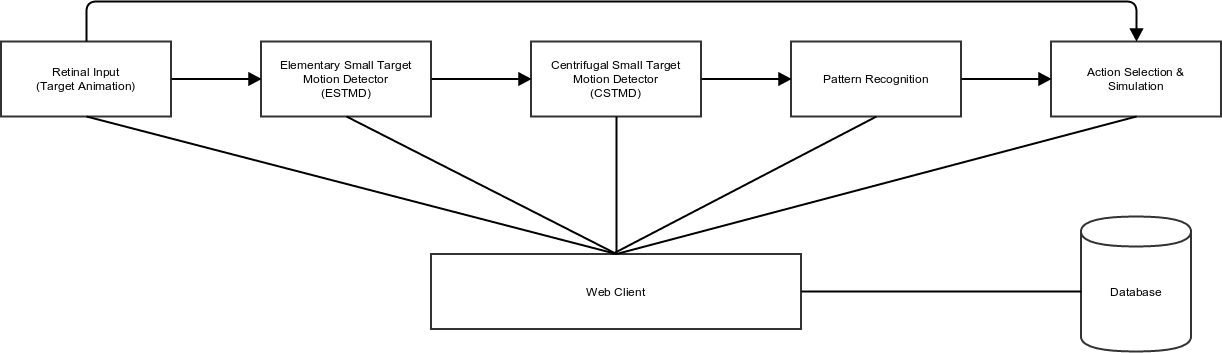 Retinal Input
(Target Animation)
Elementary Small Target
Motion Detector
(ESTMD)
Centrifugal Small Target
Motion Detector
(CSTMD)
Pattern Recognition
Action Selection &
Simulation
Web Client
Database